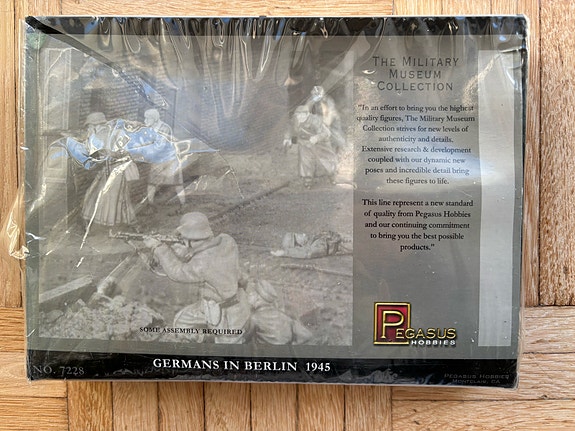 THE MILITARY
MUSEUM
COLLECTION
"In an effort to bring you the highest
quality figures, The Military Museum
Collection strives for new levels of
authenticity and details.
Extensive research & development
coupled with our dynamic new
poses and incredible detail bring
these figures to life.
This line represent a new standard
of quality from Pegasus Hobbies
and our continuing commitment
to bring you the best possible
products."
SOME ASSEMBLY REQUIRED
PEGASUS
HOBBIES
GERMANS IN BERLIN 1945
NO. 7228
PEGASUS HOBBIES
MONTCLAIR, CA